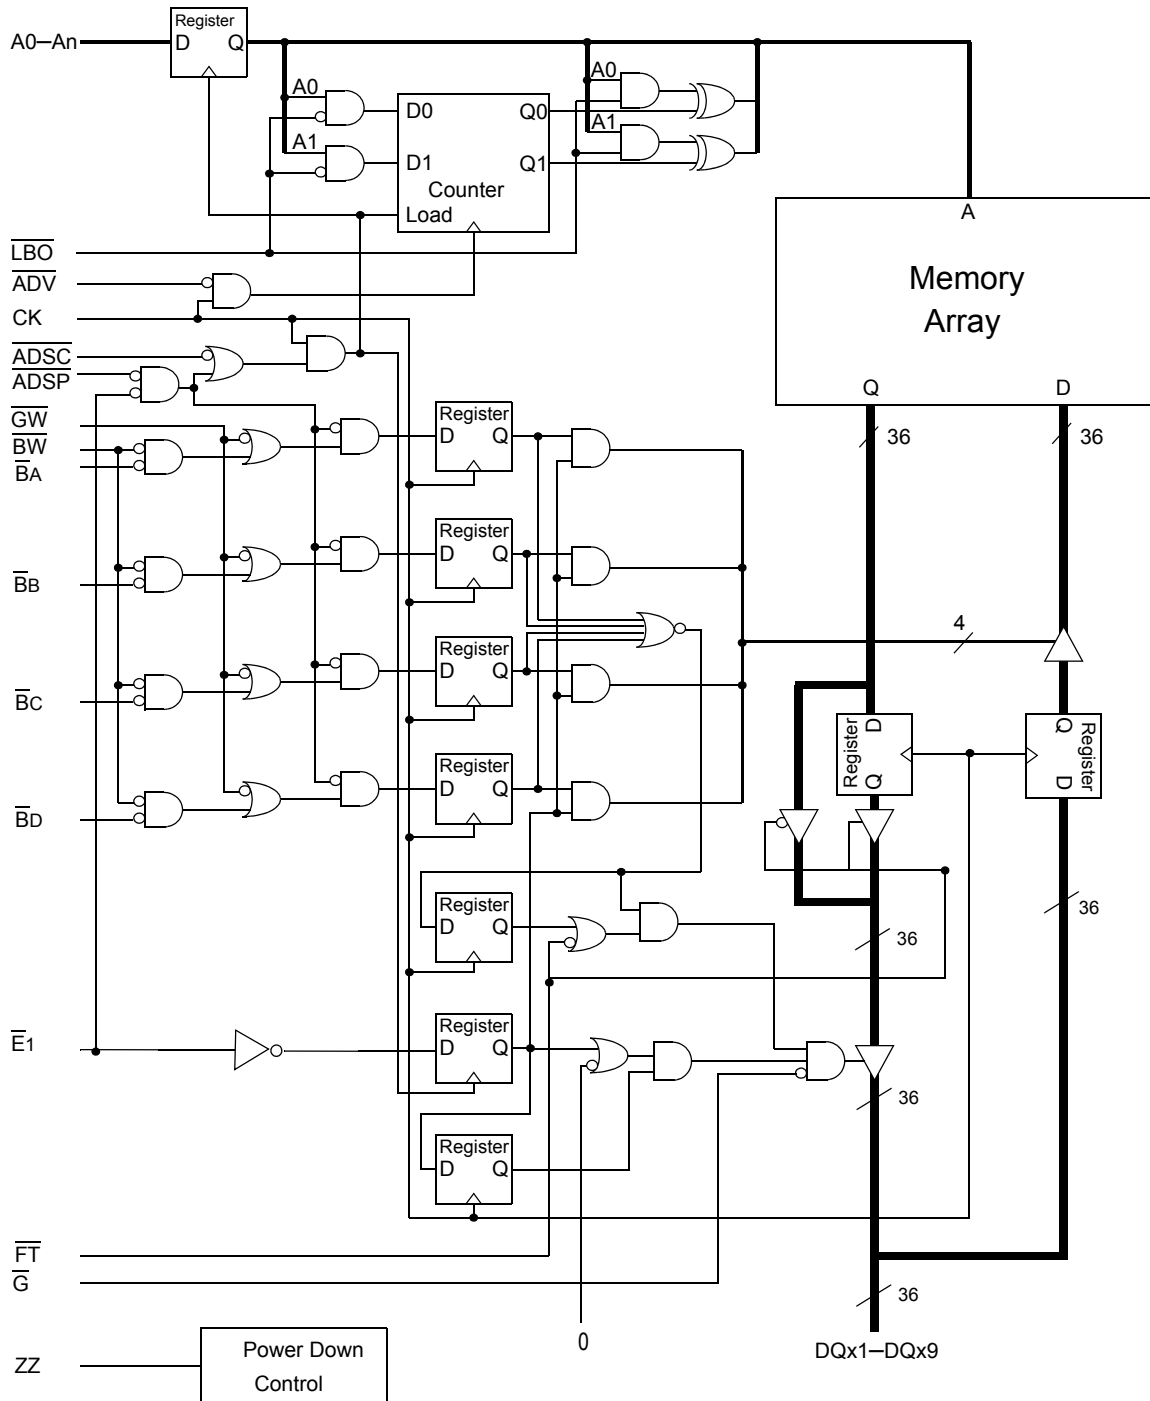 Register
A0–An
D Q
A0
A0
D0
Q0
A1
A1
D1
Q1
Counter
Load
A
LBO
ADV
Memory
Array
CK
ADSC
ADSP
Q
D
GW
Register
BW
D Q
36
36
BA
Register
D Q
BB
4
Register
D Q
BC
Register
D
Q
Register
Q
D
Register
D Q
BD
Register
D Q
36
36
Register
E1
D Q
36
Register
D Q
FT
G
36
0
DQx1–DQx9
ZZ
Power Down
Control